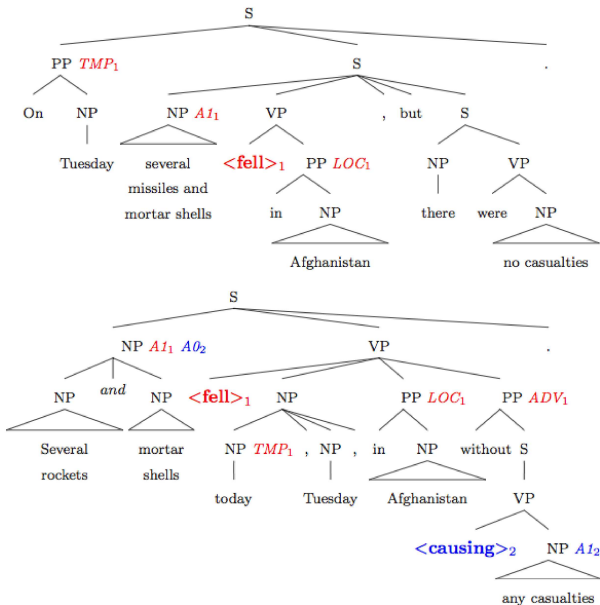 S
PP TMP₁ S .
On NP NP A1₁ VP , but S
Tuesday several <fell>₁ PP LOC₁ NP VP
missiles and
mortar shells in NP there were NP
Afghanistan no casualties
S
NP A1₁ A0₂ VP .
NP and NP <fell>₁ NP PP LOC₁ PP ADV₁
Several mortar NP TMP₁ , NP , in NP without S
rockets shells
today Tuesday Afghanistan VP
<causing>₂ NP A1₂
any casualties